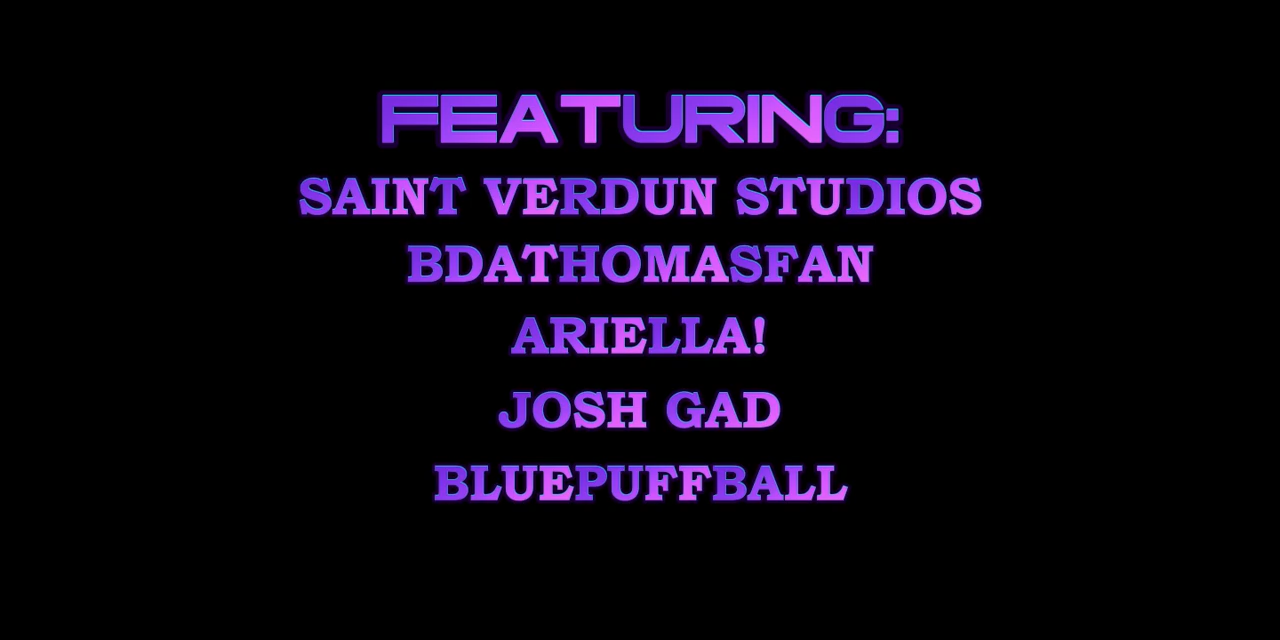 FEATURING:
SAINT VERDUN STUDIOS
BDATHOMASFAN
ARIELLA!
JOSH GAD
BLUEPUFFBALL